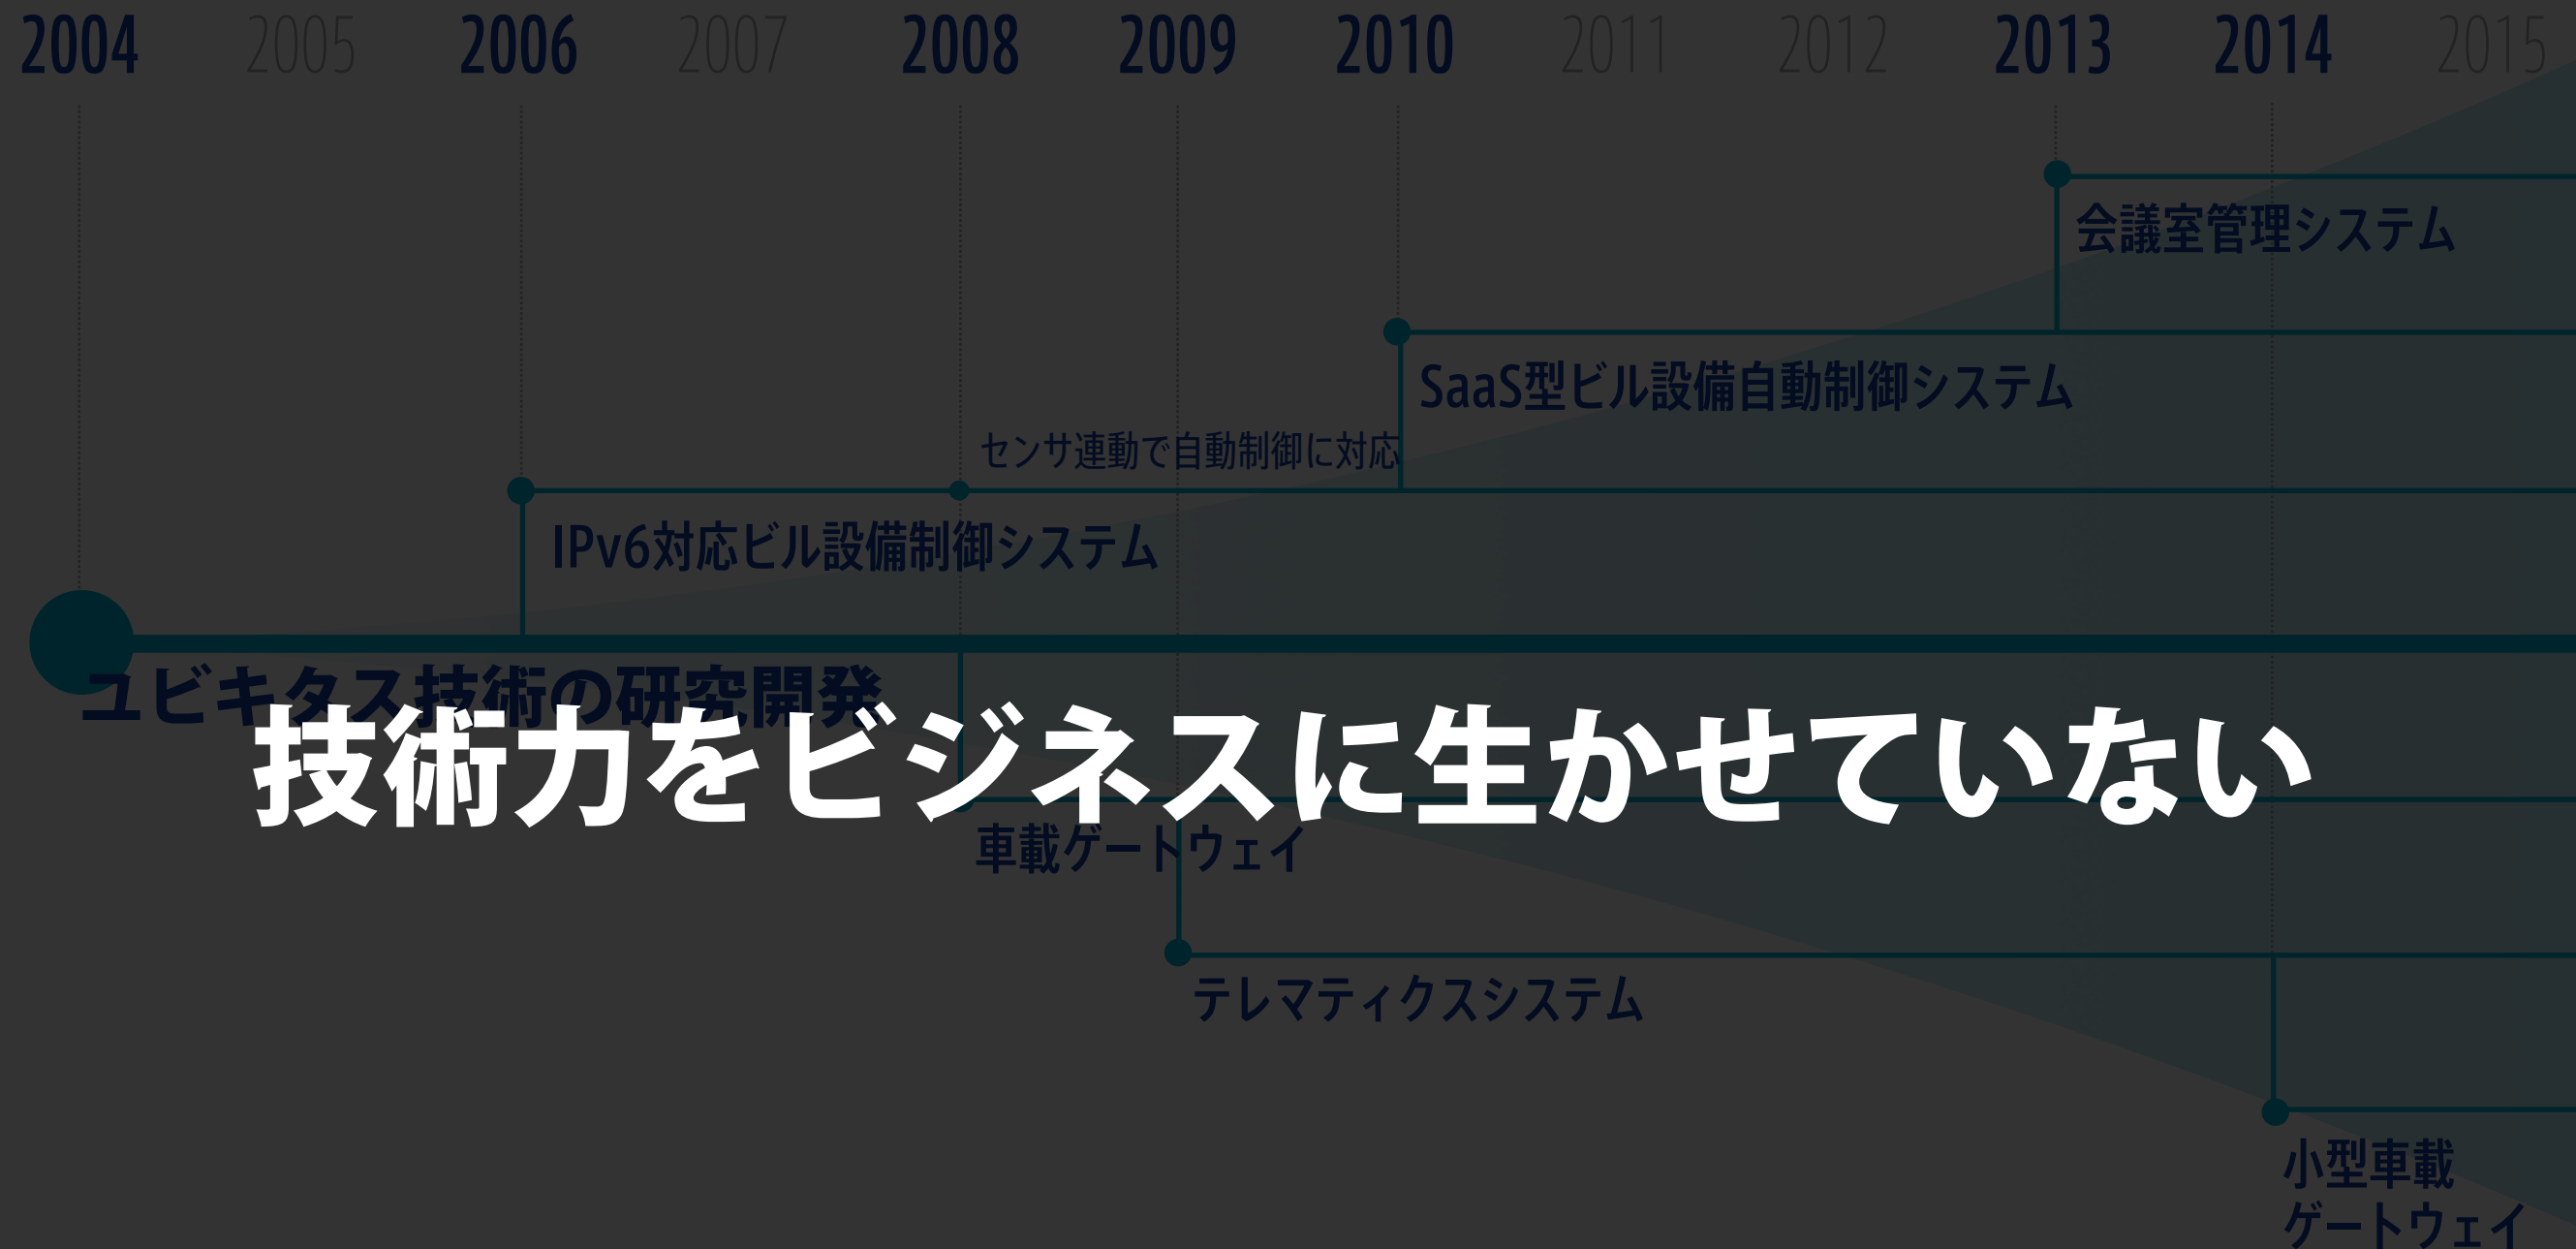 2004 2005 2006 2007 2008 2009 2010 2011 2012 2013 2014 2015
会議室管理システム
SaaS型ビル設備自動制御システム
センサ連動で自動制御に対応
IPv6対応ビル設備制御システム
ユビキタス技術の研究開発
技術力をビジネスに生かせていない
車載ゲートウェイ
テレマティクスシステム
小型車載
ゲートウェイ